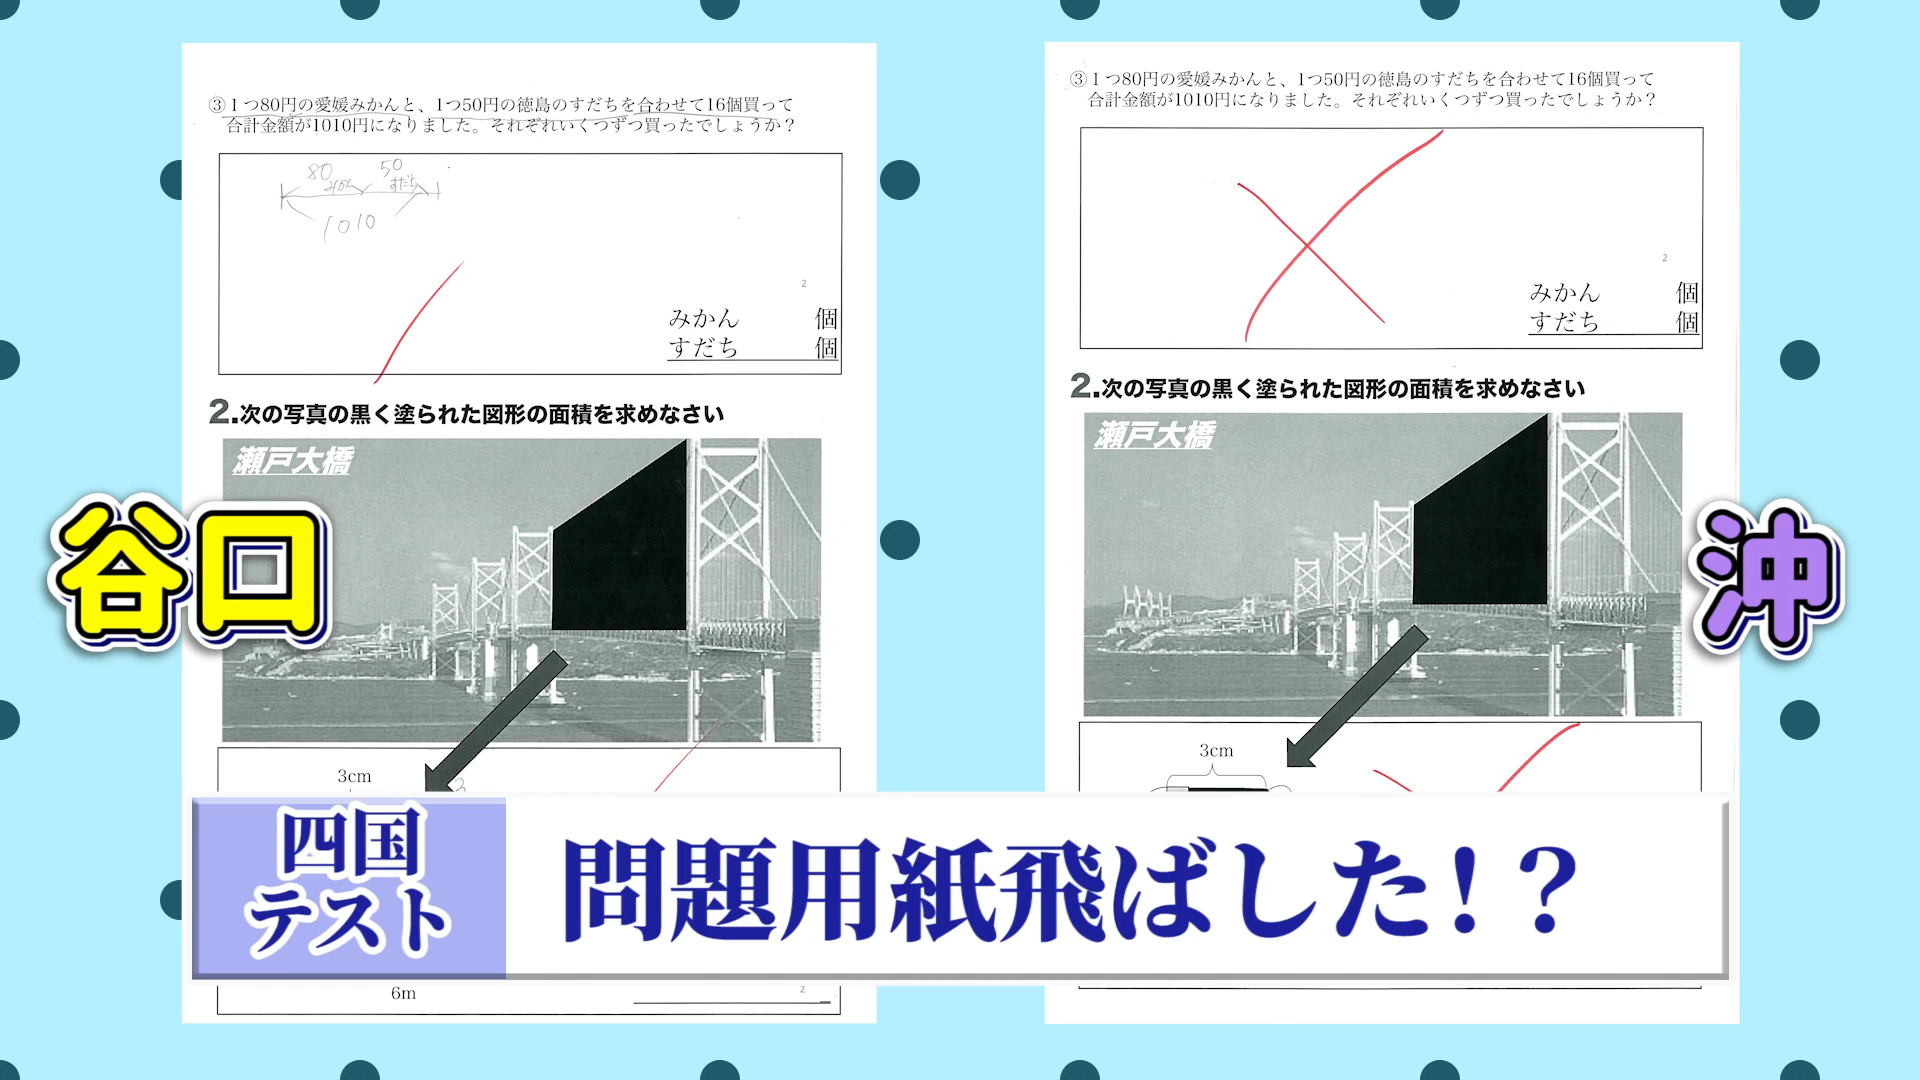 ③1つ80円の愛媛みかんと、1つ50円の徳島のすだちを合わせて16個買って
合計金額が1010円になりました。それぞれいくつずつ買ったでしょうか？
80
50
みかん
すだち
1010
2
みかん 個
すだち 個
2.次の写真の黒く塗られた図形の面積を求めなさい
瀬戸大橋
谷口
3cm
6m
2
③1つ80円の愛媛みかんと、1つ50円の徳島のすだちを合わせて16個買って
合計金額が1010円になりました。それぞれいくつずつ買ったでしょうか？
2
みかん 個
すだち 個
2.次の写真の黒く塗られた図形の面積を求めなさい
瀬戸大橋
沖
3cm
四国
テスト
問題用紙飛ばした!？